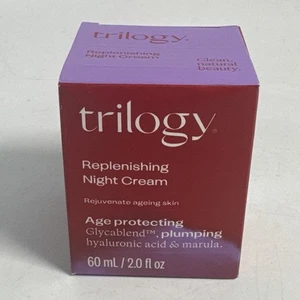 trilogy.
Replenishing
Night Cream
Clean,
natural
beauty.
trilogy®
Replenishing
Night Cream
Rejuvenate ageing skin
Age protecting
Glycablend™, plumping
hyaluronic acid & marula.
60 mL / 2.0 fl oz